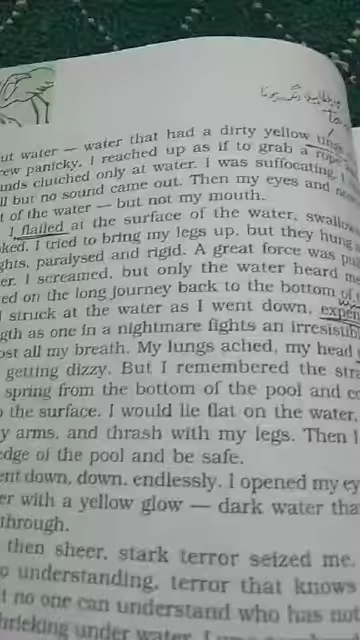 ut water — water that had a dirty yellow
rew panicky. I reached up as if to grab a rope
ands clutched only at water. I was suffocating. I
ll but no sound came out. Then my eyes and
t of the water — but not my mouth.
I flailed at the surface of the water, swallow
ked. I tried to bring my legs up, but they hung
ghts, paralysed and rigid. A great force was
er. I screamed, but only the water heard me
ed on the long journey back to the bottom of
I struck at the water as I went down, expen
gth as one in a nightmare fights an irresistib
ost all my breath. My lungs ached, my head
getting dizzy. But I remembered the stra
spring from the bottom of the pool and co
o the surface. I would lie flat on the water,
y arms, and thrash with my legs. Then I
edge of the pool and be safe.
ent down, down, endlessly. I opened my ey
er with a yellow glow — dark water tha
through.
then sheer, stark terror seized me.
o understanding, terror that knows
t no one can understand who has not
hrieking under water.